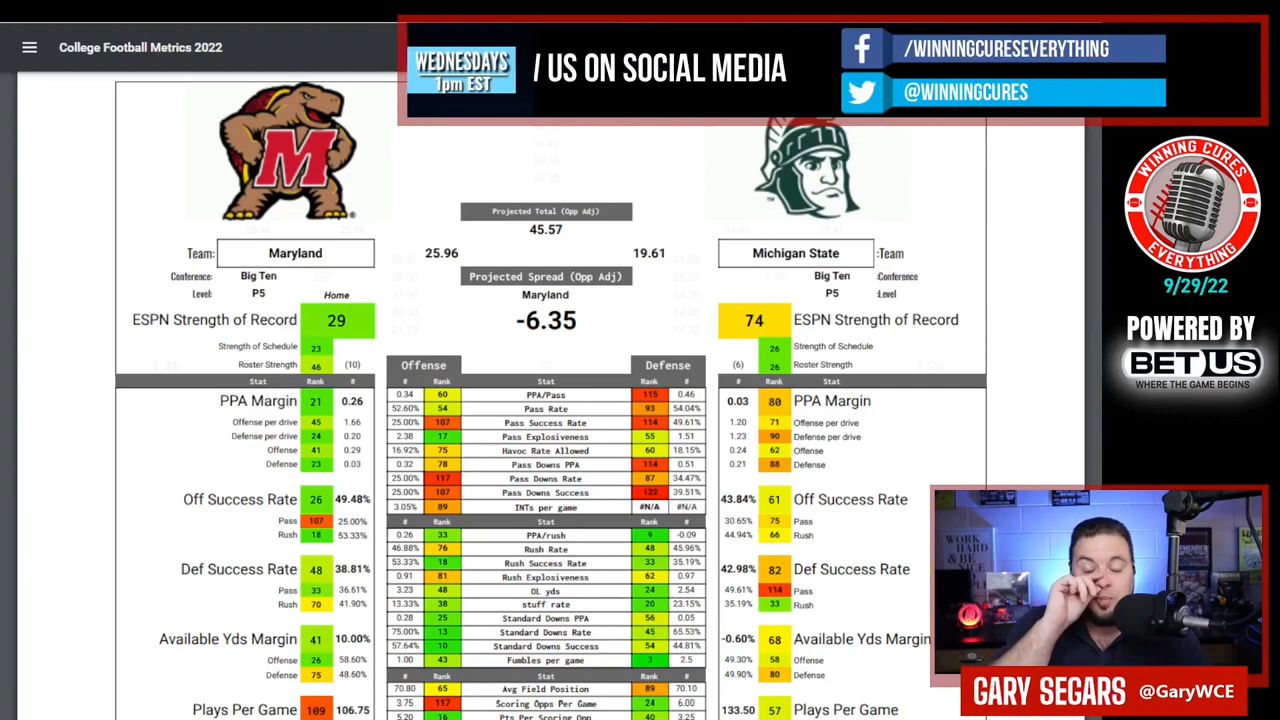 College Football Metrics 2022
WEDNESDAYS
1pm EST
/ US ON SOCIAL MEDIA
/WINNINGCURESEVERYTHING
@WINNINGCURES
M
Projected Total (Opp Adj)
45.57
Team: Maryland 25.96 19.61 Michigan State :Team
Conference: Big Ten Projected Spread (Opp Adj) Big Ten :Conference
Level: P5 Home Maryland P5 :Level
ESPN Strength of Record 29 -6.35 74 ESPN Strength of Record
Strength of Schedule 23 26 Strength of Schedule
Roster Strength 46 (10) Offense Defense (6) 26 Roster Strength
Stat Rank # # Rank Stat Rank # # Rank Stat
PPA Margin 21 0.26 0.34 60 PPA/Pass 115 0.46 0.03 80 PPA Margin
52.60% 54 Pass Rate 93 54.04%
Offense per drive 45 1.66 25.00% 107 Pass Success Rate 114 49.61% 1.20 71 Offense per drive
Defense per drive 24 0.20 2.38 17 Pass Explosiveness 55 1.51 1.23 90 Defense per drive
Offense 41 0.29 16.92% 75 Havoc Rate Allowed 60 18.15% 0.24 62 Offense
Defense 23 0.03 0.32 78 Pass Downs PPA 114 0.51 0.21 88 Defense
25.00% 117 Pass Downs Rate 87 34.47%
Off Success Rate 26 49.48% 25.00% 107 Pass Downs Success 122 39.51% 43.84% 61 Off Success Rate
3.05% 89 INTs per game #N/A #N/A
Pass 107 25.00% # Rank Stat Rank # 30.65% 75 Pass
Rush 18 53.33% 0.26 33 PPA/rush 9 -0.09 44.94% 66 Rush
46.88% 76 Rush Rate 48 45.96%
Def Success Rate 48 38.81% 53.33% 18 Rush Success Rate 33 35.19% 42.98% 82 Def Success Rate
0.91 81 Rush Explosiveness 62 0.97
Pass 33 36.61% 3.23 48 OL yds 24 2.54 49.61% 114 Pass
Rush 70 41.90% 13.33% 38 stuff rate 20 23.15% 35.19% 33 Rush
0.28 25 Standard Downs PPA 56 0.05
Available Yds Margin 41 10.00% 75.00% 13 Standard Downs Rate 45 65.53% -0.60% 68 Available Yds Margin
57.64% 10 Standard Downs Success 54 44.81%
Offense 26 58.60% 1.00 43 Fumbles per game 3 2.5 49.30% 58 Offense
Defense 75 48.60% # Rank Stat Rank # 49.90% 80 Defense
70.80 65 Avg Field Position 89 70.10
Plays Per Game 109 106.75 3.75 117 Scoring Opps Per Game 24 6.00 133.50 57 Plays Per Game
5.20 16 Pts Per Scoring Opp 40 3.25
WINNING CURES
EVERYTHING
9/29/22
POWERED BY
BETUS
WHERE THE GAME BEGINS
WORK
HARD &
BE
GARY SEGARS @GaryWCE